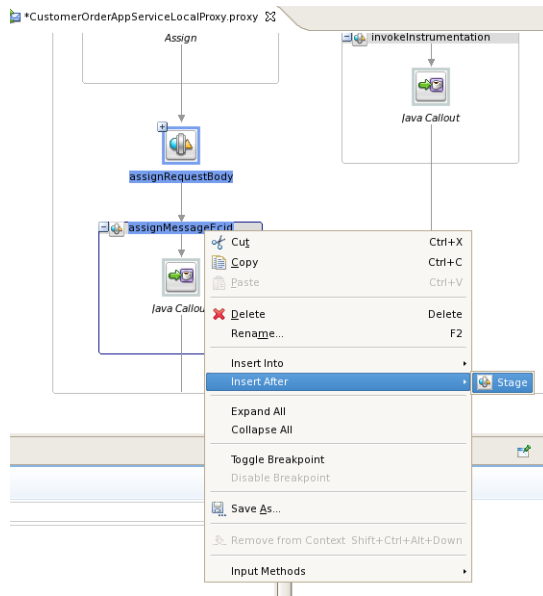 *CustomerOrderAppServiceLocalProxy.proxy
Assign
invokeInstrumentation
Java Callout
assignRequestBody
assignMessageEcid
Java Callou
Cut Ctrl+X
Copy Ctrl+C
Paste Ctrl+V
Delete Delete
Rename... F2
Insert Into
Insert After
Stage
Expand All
Collapse All
Toggle Breakpoint
Disable Breakpoint
Save As...
Remove from Context Shift+Ctrl+Alt+Down
Input Methods